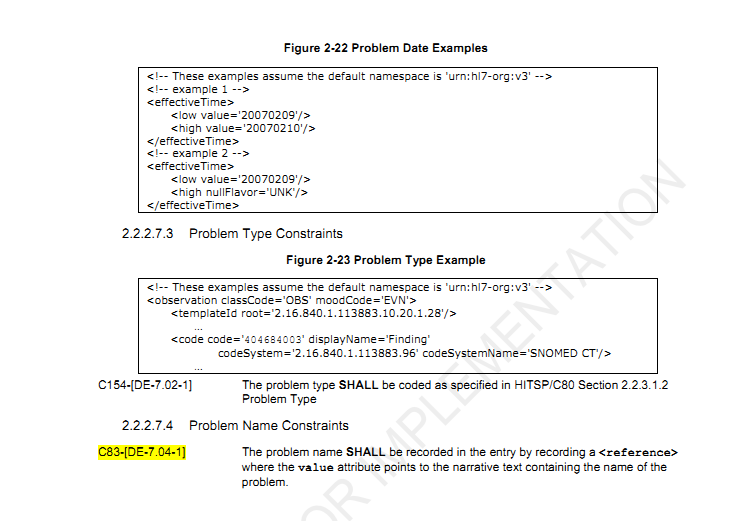 Figure 2-22 Problem Date Examples
<!-- These examples assume the default namespace is 'urn:hl7-org:v3' -->
<!-- example 1 -->
<effectiveTime>
<low value='20070209'/>
<high value='20070210'/>
</effectiveTime>
<!-- example 2 -->
<effectiveTime>
<low value='20070209'/>
<high nullFlavor='UNK'/>
</effectiveTime>
2.2.2.7.3 Problem Type Constraints
Figure 2-23 Problem Type Example
<!-- These examples assume the default namespace is 'urn:hl7-org:v3' -->
<observation classCode='OBS' moodCode='EVN'>
<templateId root='2.16.840.1.113883.10.20.1.28'/>
...
<code code='404684003' displayName='Finding'
codeSystem='2.16.840.1.113883.96' codeSystemName='SNOMED CT'/>
...
C154-[DE-7.02-1] The problem type SHALL be coded as specified in HITSP/C80 Section 2.2.3.1.2
Problem Type
2.2.2.7.4 Problem Name Constraints
C83-[DE-7.04-1] The problem name SHALL be recorded in the entry by recording a <reference>
where the value attribute points to the narrative text containing the name of the
problem.
OR IMPLEMENTATION